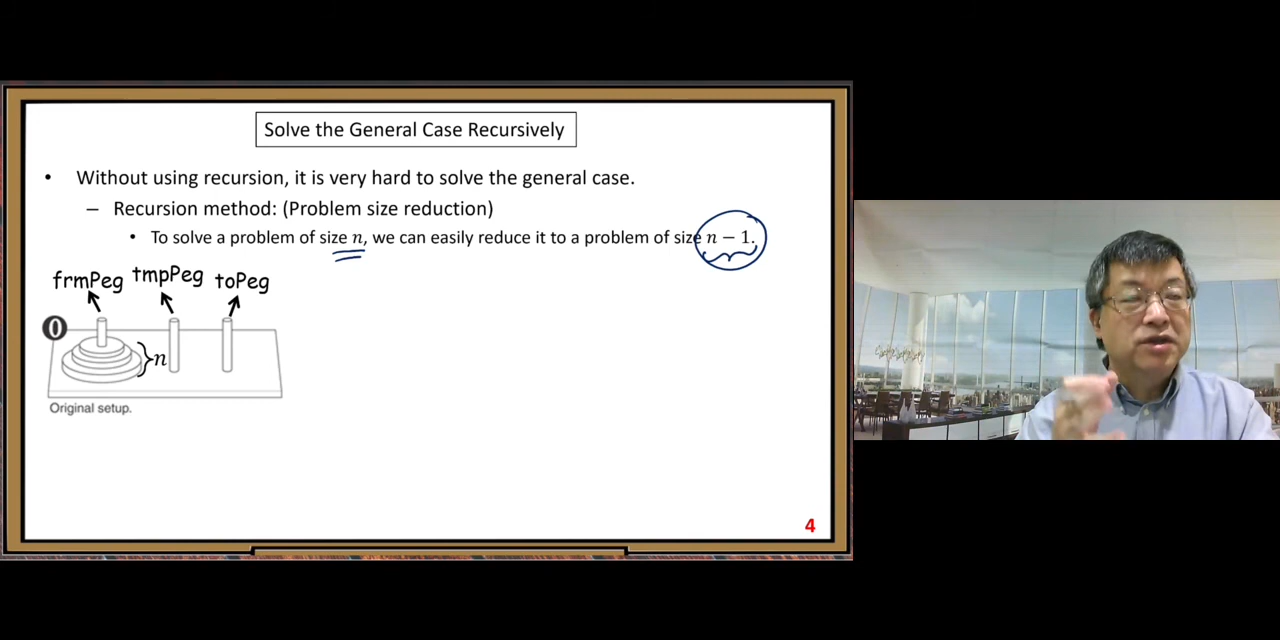 Solve the General Case Recursively
• Without using recursion, it is very hard to solve the general case.
– Recursion method: (Problem size reduction)
• To solve a problem of size n, we can easily reduce it to a problem of size n − 1.
frmPeg tmpPeg toPeg
0
n
Original setup.
4